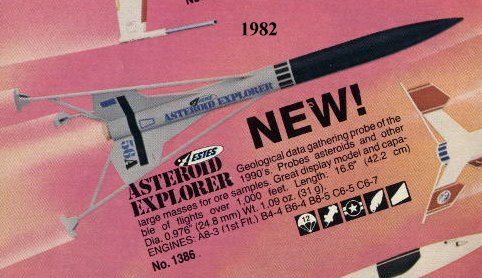 No
1982
ASTEROID EXPLORER
56A
NEW!
ESTES
ASTEROID
EXPLORER
Geological data gathering probe of the
1990's. Probes asteroids and other
large masses for ore samples. Great display model and capa-
ble of flights over 1,000 feet. Length: 16.6" (42.2 cm)
Dia. 0.976" (24.8 mm) Wt. 1.09 oz. (31 g)
ENGINES: A8-3 (1st Flt.) B4-4 B6-4 B8-5 C6-5 C6-7
No. 1386
12